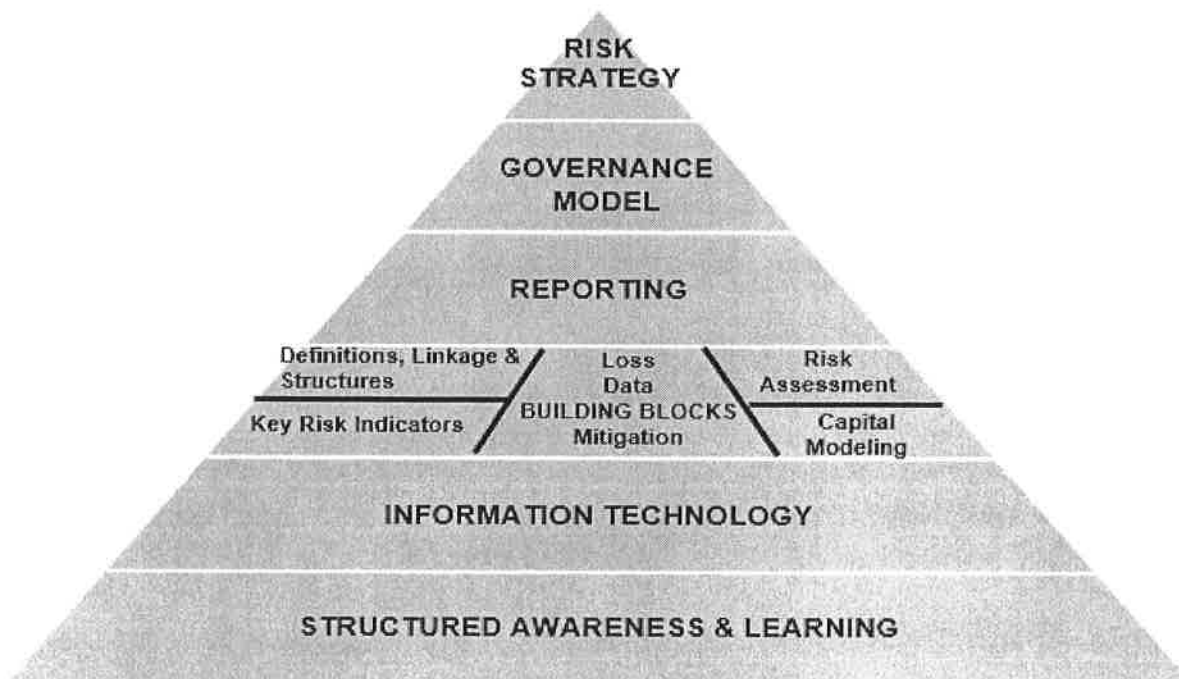 RISK
STRATEGY
GOVERNANCE
MODEL
REPORTING
Definitions, Linkage &
Structures
Key Risk Indicators
Loss
Data
BUILDING BLOCKS
Mitigation
Risk
Assessment
Capital
Modeling
INFORMATION TECHNOLOGY
STRUCTURED AWARENESS & LEARNING